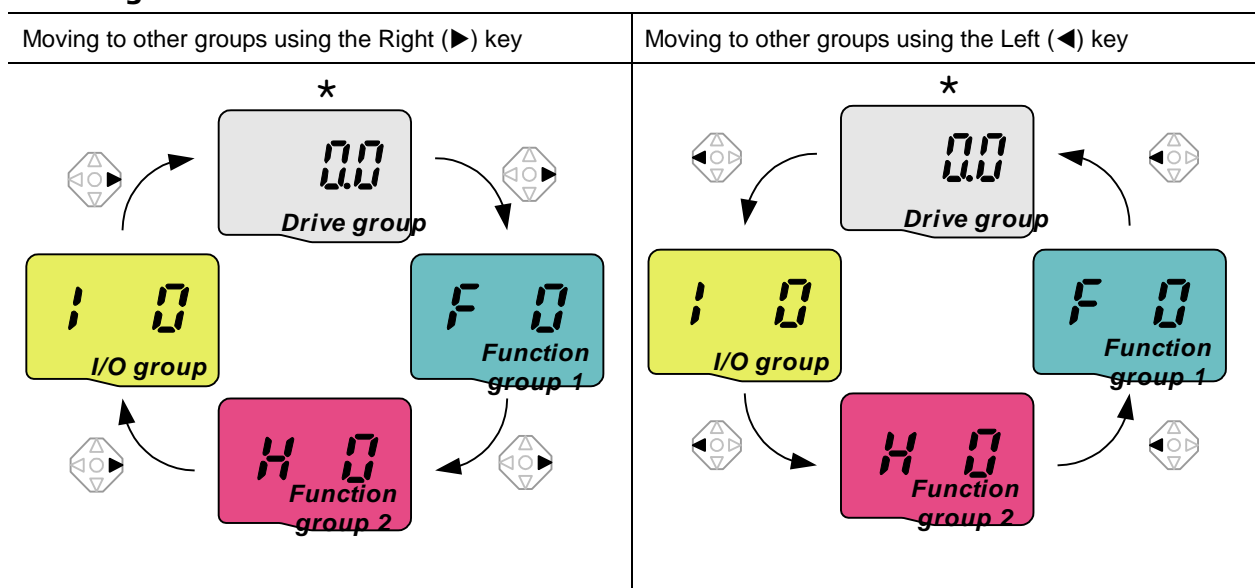 Moving to other groups using the Right (▶) key
Moving to other groups using the Left (◀) key
*
0.0
Drive group
I 0
I/O group
F 0
Function
group 1
H 0
Function
group 2
*
0.0
Drive group
I 0
I/O group
F 0
Function
group 1
H 0
Function
group 2